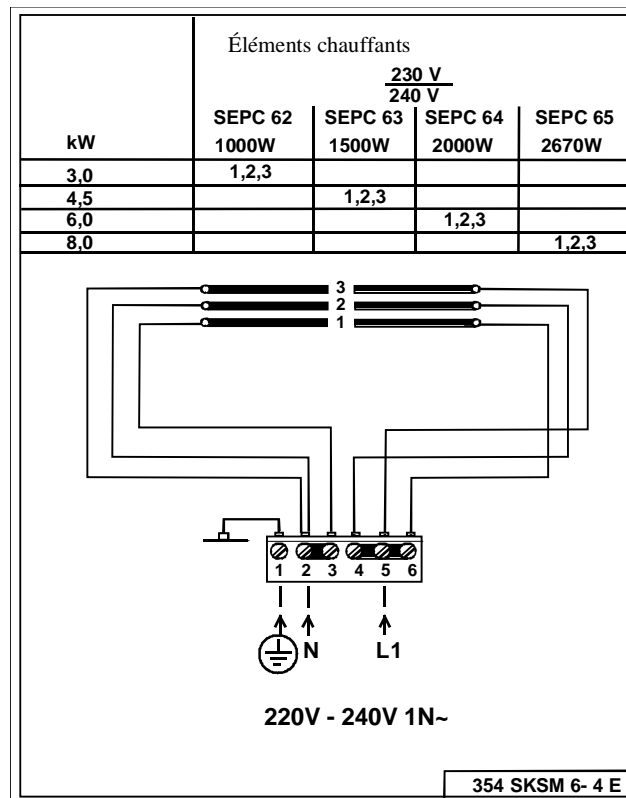 Éléments chauffants
230 V
240 V
SEPC 62 SEPC 63 SEPC 64 SEPC 65
kW 1000W 1500W 2000W 2670W
3,0 1,2,3
4,5 1,2,3
6,0 1,2,3
8,0 1,2,3
3
2
1
1 2 3 4 5 6
N L1
220V - 240V 1N~
354 SKSM 6- 4 E